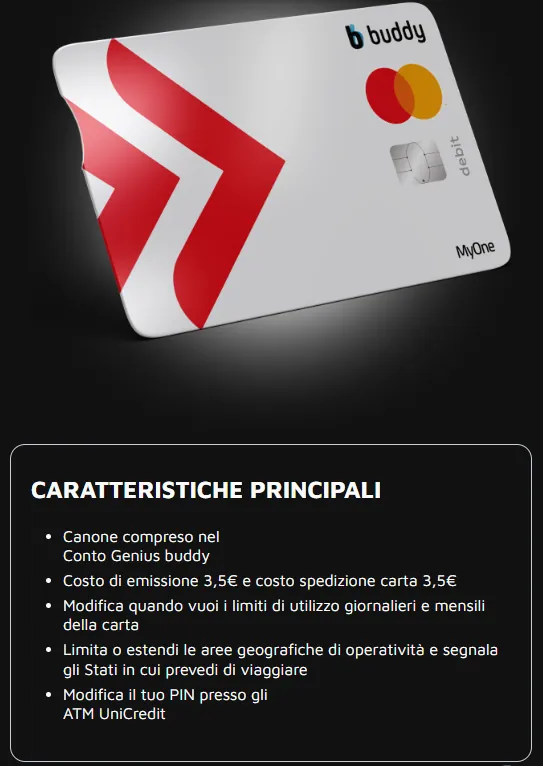 buddy
debit
MyOne
CARATTERISTICHE PRINCIPALI
• Canone compreso nel
Conto Genius buddy
• Costo di emissione 3,5€ e costo spedizione carta 3,5€
• Modifica quando vuoi i limiti di utilizzo giornalieri e mensili
della carta
• Limita o estendi le aree geografiche di operatività e segnala
gli Stati in cui prevedi di viaggiare
• Modifica il tuo PIN presso gli
ATM UniCredit